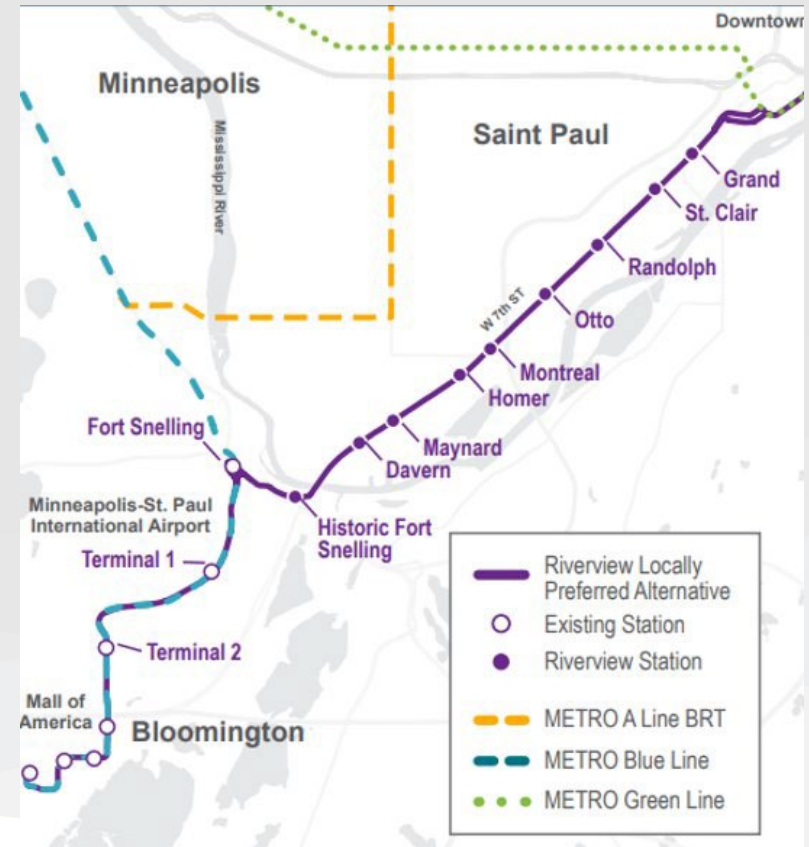 Downtown
Minneapolis
Mississippi River
Saint Paul
Grand
St. Clair
Randolph
W 7th ST
Otto
Montreal
Homer
Fort Snelling
Maynard
Davern
Minneapolis-St. Paul
International Airport
Historic Fort
Snelling
Terminal 1
Terminal 2
Mall of
America
Bloomington
Riverview Locally
Preferred Alternative
Existing Station
Riverview Station
METRO A Line BRT
METRO Blue Line
METRO Green Line